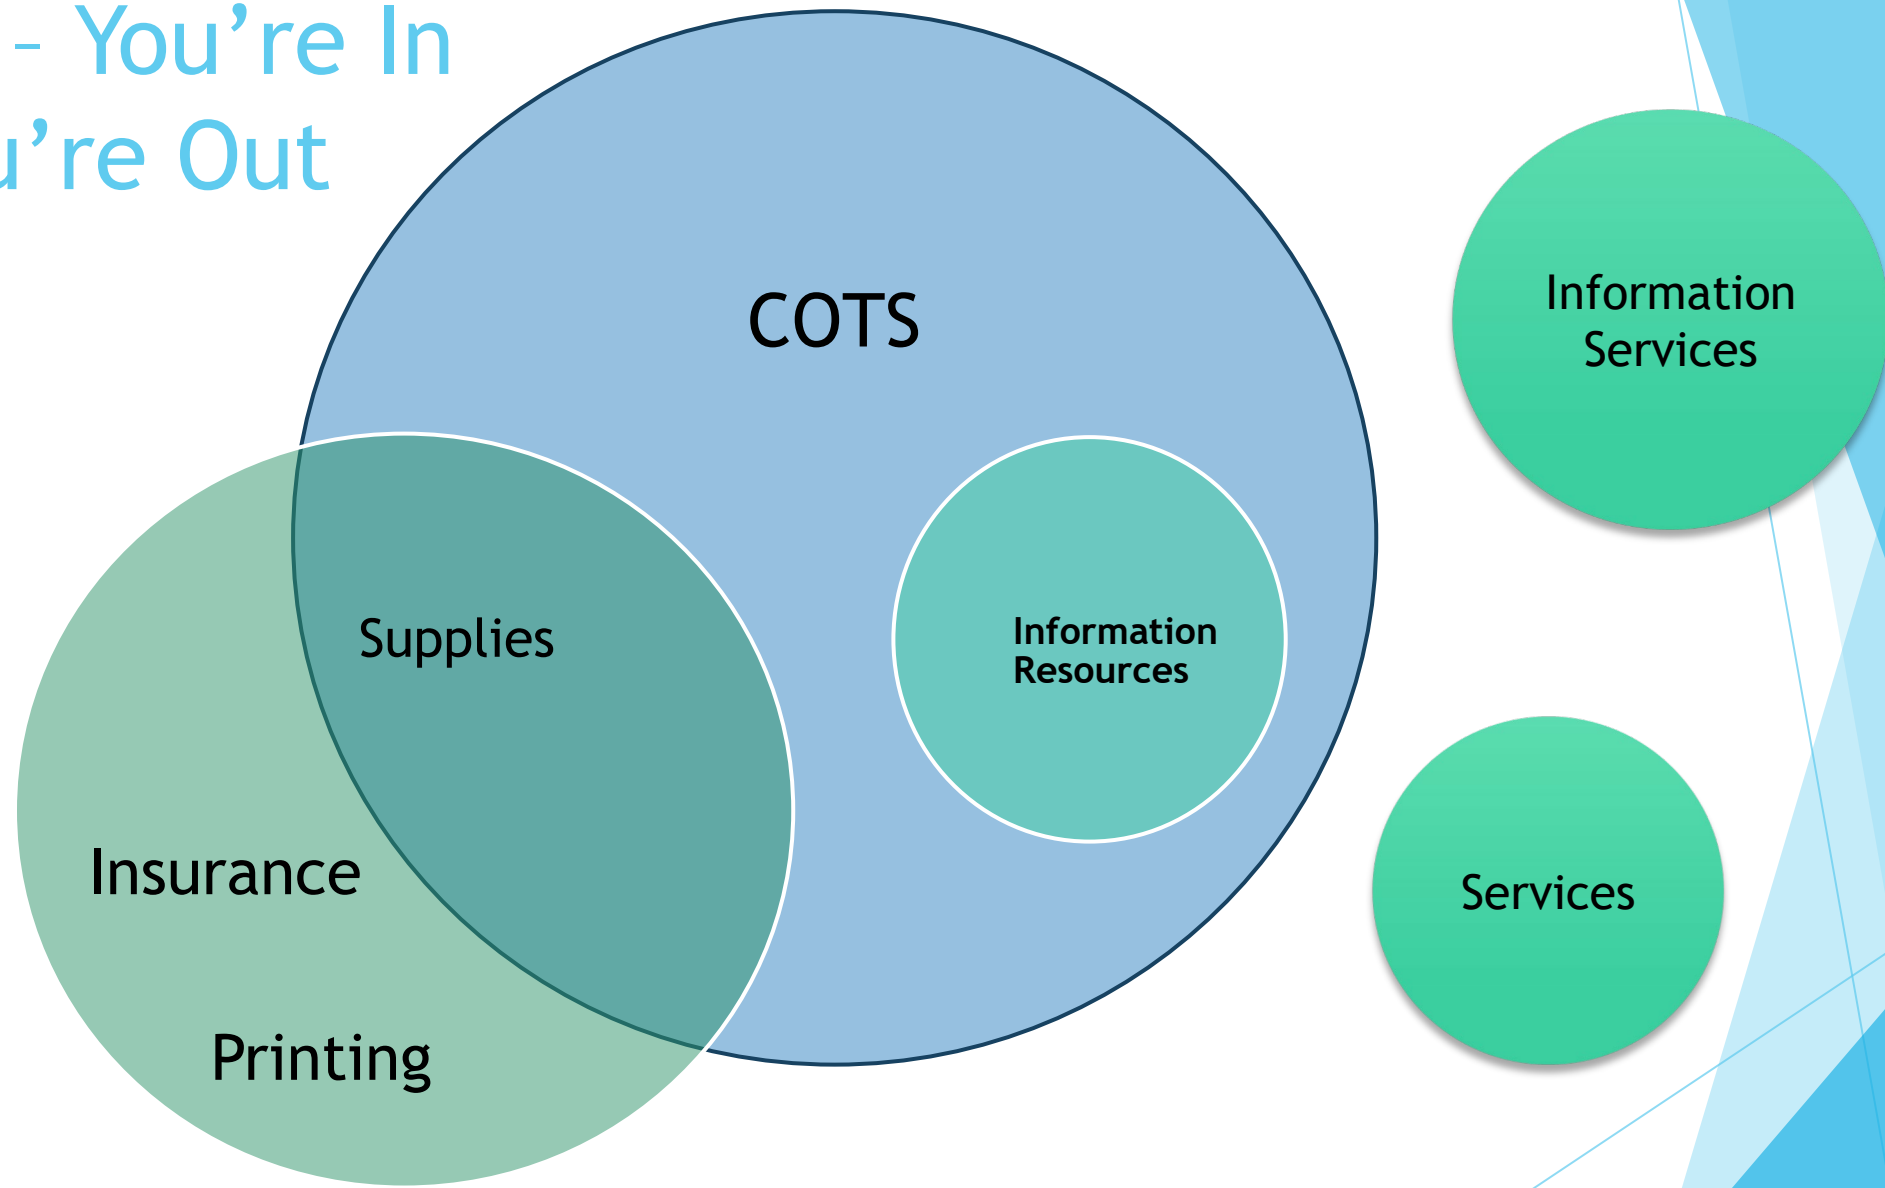 – You’re In
u’re Out
COTS
Information
Services
Supplies
Information
Resources
Insurance
Services
Printing